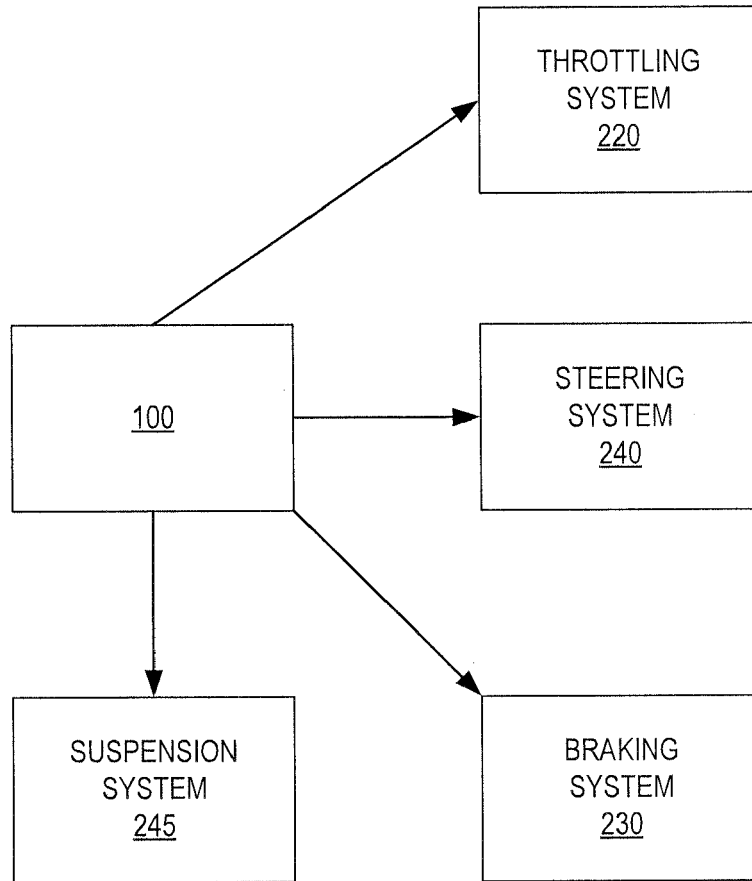 THROTTLING
SYSTEM
220
100
STEERING
SYSTEM
240
SUSPENSION
SYSTEM
245
BRAKING
SYSTEM
230